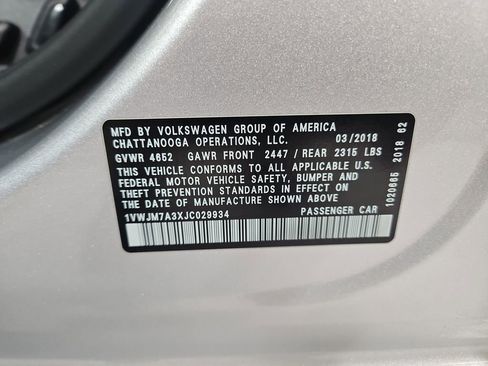 MFD BY VOLKSWAGEN GROUP OF AMERICA
CHATTANOOGA OPERATIONS, LLC. 03/2018
GVWR 4652 GAWR FRONT 2447 / REAR 2315 LBS
THIS VEHICLE CONFORMS TO ALL APPLICABLE U.S.
FEDERAL MOTOR VEHICLE SAFETY, BUMPER AND
THEFT PREVENTION STANDARDS IN EFFECT ON
THE DATE OF MANUFACTURE SHOWN ABOVE
1VWJM7A3XJC029934 PASSENGER CAR
1020665 2018 62